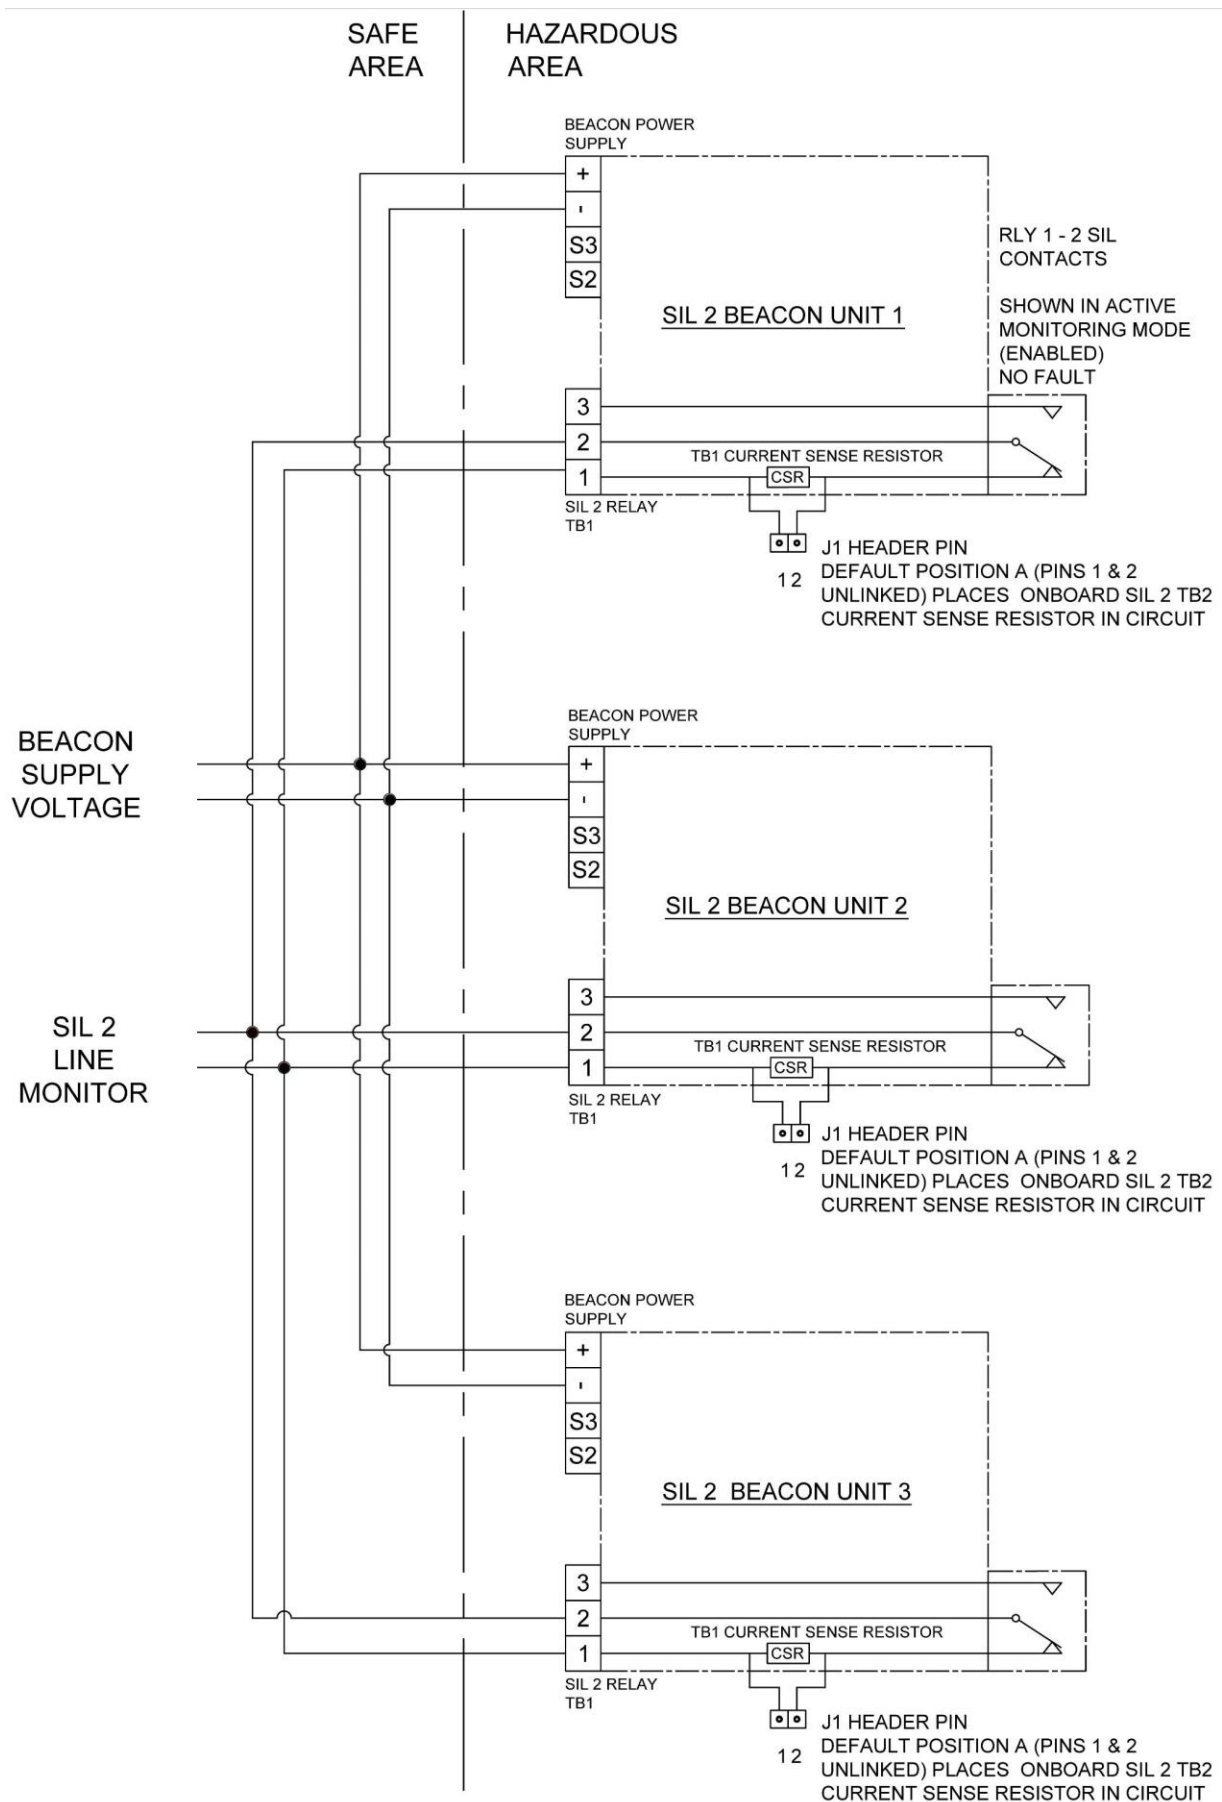 SAFE
AREA
HAZARDOUS
AREA
BEACON POWER
SUPPLY
+
-
S3
S2
SIL 2 BEACON UNIT 1
RLY 1 - 2 SIL
CONTACTS
SHOWN IN ACTIVE
MONITORING MODE
(ENABLED)
NO FAULT
3
2
1
TB1 CURRENT SENSE RESISTOR
CSR
SIL 2 RELAY
TB1
1 2
J1 HEADER PIN
DEFAULT POSITION A (PINS 1 & 2
UNLINKED) PLACES ONBOARD SIL 2 TB2
CURRENT SENSE RESISTOR IN CIRCUIT
BEACON
SUPPLY
VOLTAGE
BEACON POWER
SUPPLY
+
-
S3
S2
SIL 2 BEACON UNIT 2
SIL 2
LINE
MONITOR
3
2
1
TB1 CURRENT SENSE RESISTOR
CSR
SIL 2 RELAY
TB1
1 2
J1 HEADER PIN
DEFAULT POSITION A (PINS 1 & 2
UNLINKED) PLACES ONBOARD SIL 2 TB2
CURRENT SENSE RESISTOR IN CIRCUIT
BEACON POWER
SUPPLY
+
-
S3
S2
SIL 2 BEACON UNIT 3
3
2
1
TB1 CURRENT SENSE RESISTOR
CSR
SIL 2 RELAY
TB1
1 2
J1 HEADER PIN
DEFAULT POSITION A (PINS 1 & 2
UNLINKED) PLACES ONBOARD SIL 2 TB2
CURRENT SENSE RESISTOR IN CIRCUIT